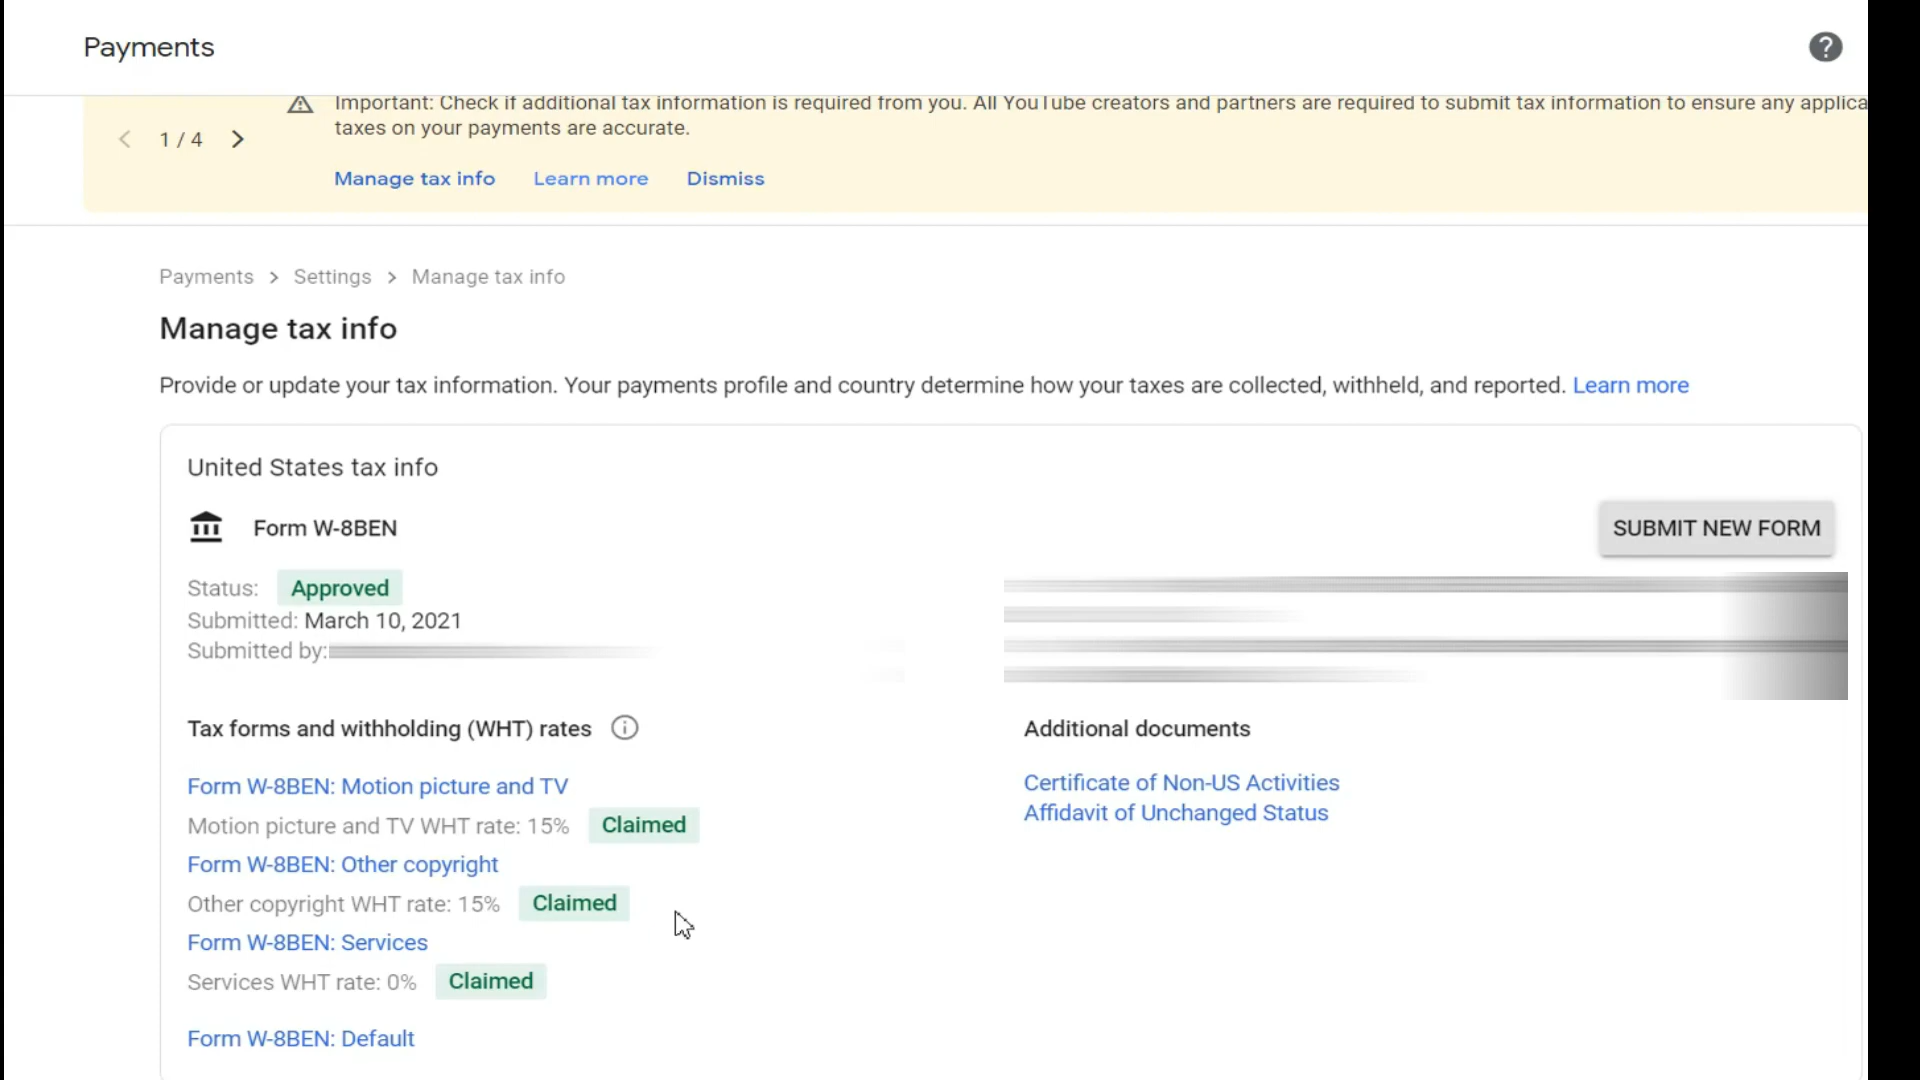 Payments
1 / 4
Important: Check if additional tax information is required from you. All YouTube creators and partners are required to submit tax information to ensure any applica
taxes on your payments are accurate.
Manage tax info Learn more Dismiss
Payments > Settings > Manage tax info
Manage tax info
Provide or update your tax information. Your payments profile and country determine how your taxes are collected, withheld, and reported. Learn more
United States tax info
Form W-8BEN
SUBMIT NEW FORM
Status: Approved
Submitted: March 10, 2021
Submitted by:
Tax forms and withholding (WHT) rates
Form W-8BEN: Motion picture and TV
Motion picture and TV WHT rate: 15% Claimed
Form W-8BEN: Other copyright
Other copyright WHT rate: 15% Claimed
Form W-8BEN: Services
Services WHT rate: 0% Claimed
Form W-8BEN: Default
Additional documents
Certificate of Non-US Activities
Affidavit of Unchanged Status